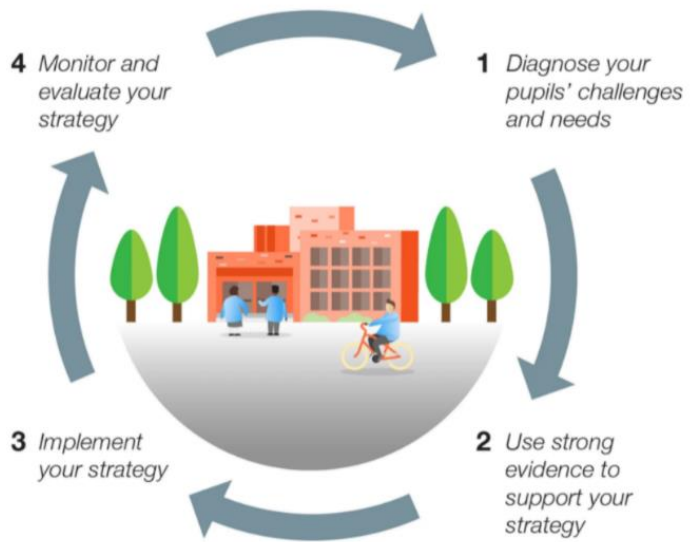 1 Diagnose your
pupils' challenges
and needs
2 Use strong
evidence to
support your
strategy
3 Implement
your strategy
4 Monitor and
evaluate your
strategy